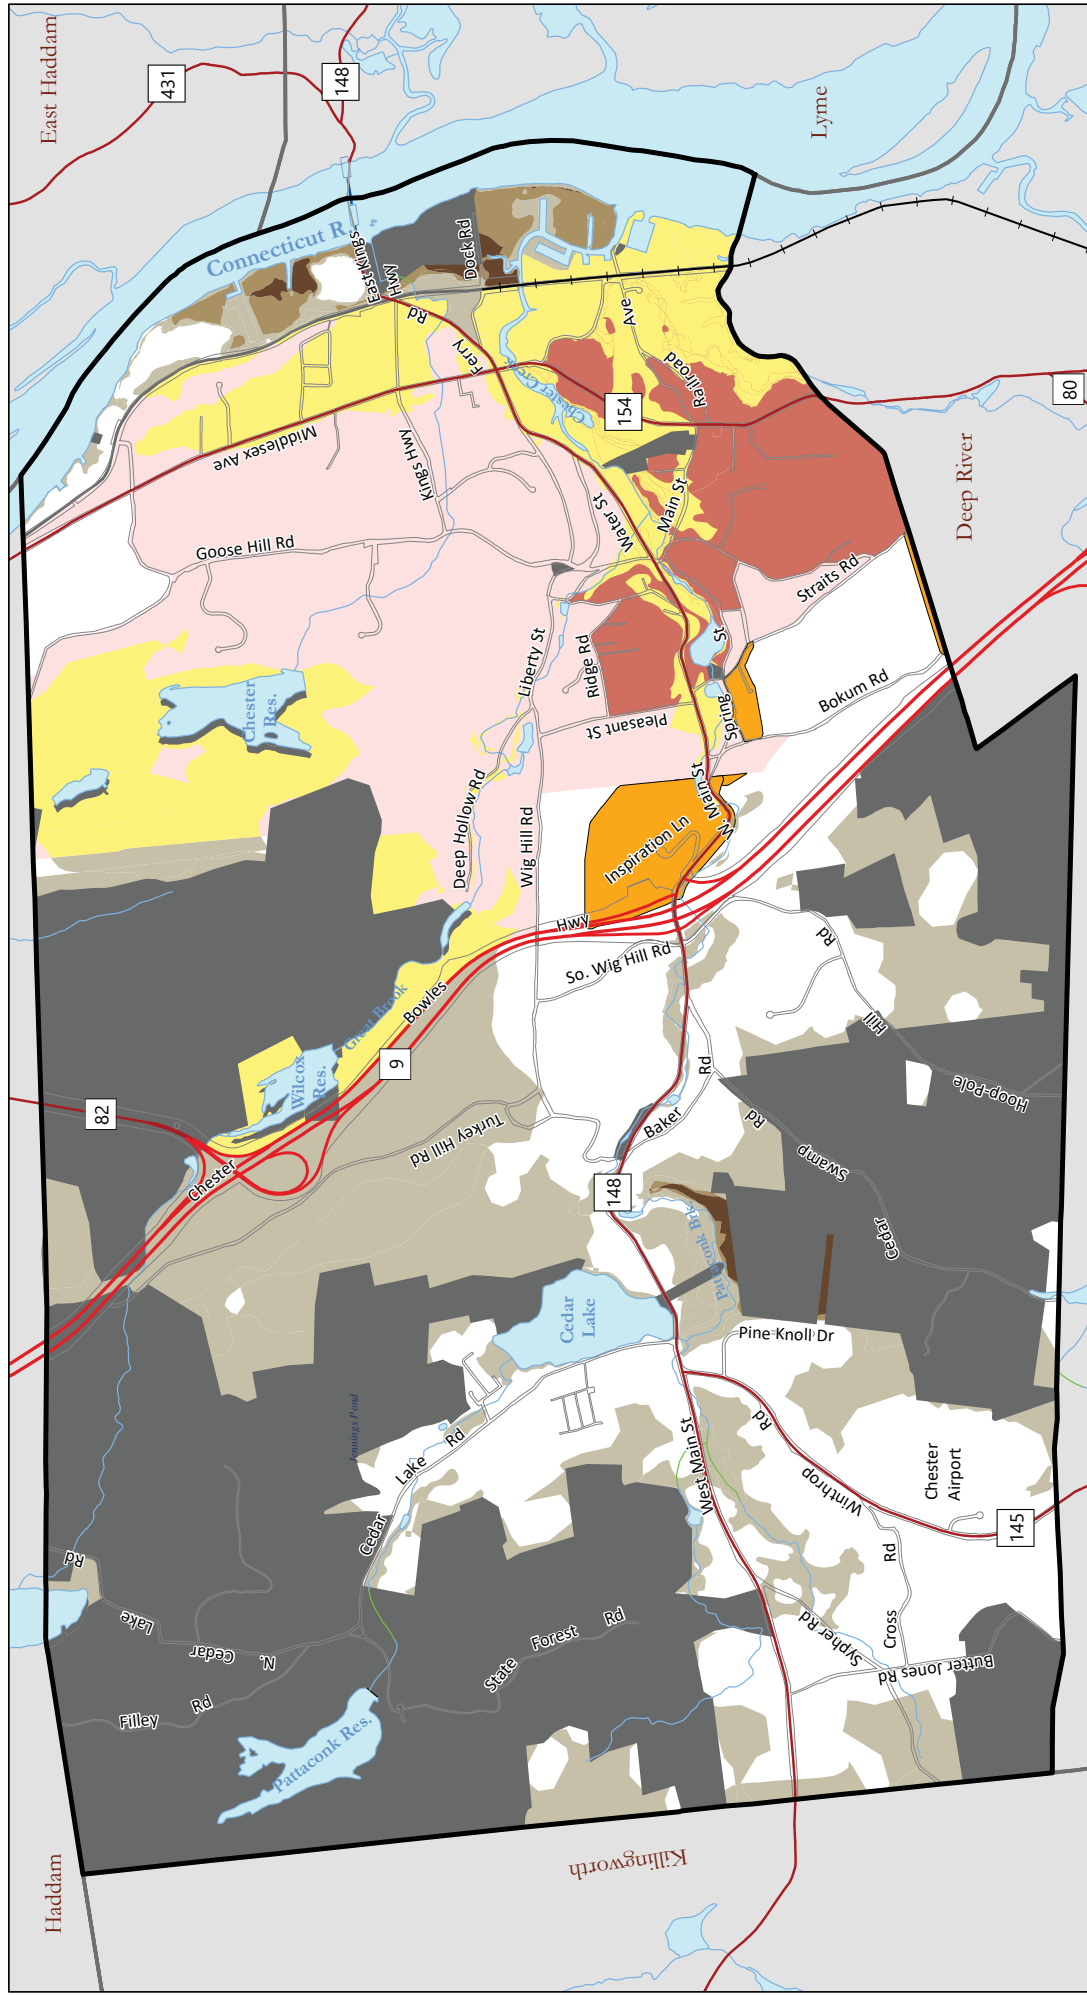 East Haddam
431
148
Lyme
Connecticut R.
East Kings
Hwy
Dock Rd
Ferry
Rd
Ave
Railroad
Chester Creek
154
80
Middlesex Ave
Kings Hwy
Goose Hill Rd
Water St
Main St
Deep River
Straits Rd
Liberty St
Ridge Rd
St
Spring
Pleasant St
Bokum Rd
Chester
Res.
Deep Hollow Rd
Wig Hill Rd
W. Main St
Inspiration Ln
Hwy
So. Wig Hill Rd
Bowles
Great Brook
9
Wilcox
Res.
82
Chester
Turkey Hill Rd
Rd
Hill
Hoop-Pole
Rd
Baker
Rd
Swamp
Cedar
148
Pattaconk Brk.
Cedar
Lake
Pine Knoll Dr
Jennings Pond
Cedar
Lake
Rd
West Main St
Rd
Winthrop
Chester
Airport
145
Rd
Cross
Sypher Rd
Butter Jones Rd
Rd
Lake
Cedar
N.
Filley
Rd
State
Forest
Rd
Pattaconk Res.
Haddam
Killingworth